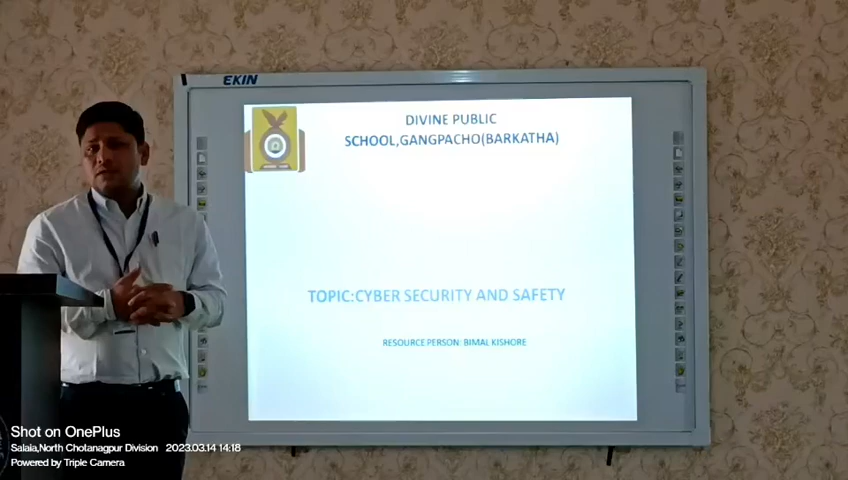 EKIN
DIVINE PUBLIC
SCHOOL,GANGPACHO(BARKATHA)
TOPIC:CYBER SECURITY AND SAFETY
RESOURCE PERSON: BIMAL KISHORE
Shot on OnePlus
Salaia,North Chotanagpur Division 2023.03.14 14:18
Powered by Triple Camera